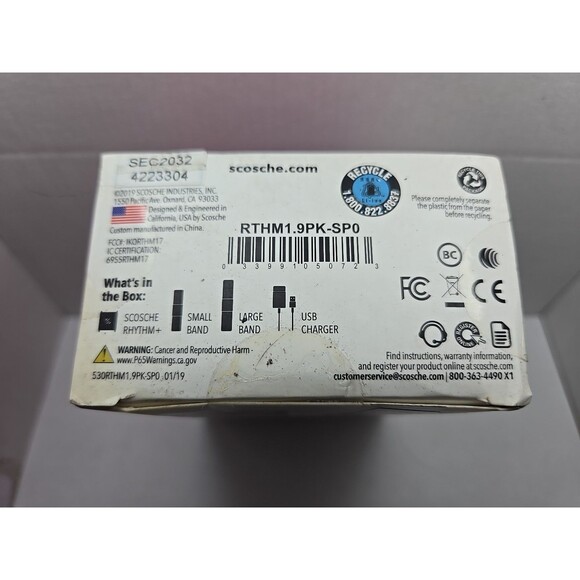 SEC2032
4223304
©2019 SCOSCHE INDUSTRIES, INC.
1550 Pacific Ave. Oxnard, CA 93033
Designed & Engineered in
California, USA by Scosche
Custom manufactured in China.
FCC#: IKQRTHM17
IC CERTIFICATION:
6955RTHM17
What's in
the Box:
SCOSCHE
RHYTHM+
SMALL
BAND
LARGE
BAND
USB
CHARGER
WARNING: Cancer and Reproductive Harm -
www.P65Warnings.ca.gov
530RTHM1.9PK-SP0 .01/19
scosche.com
RTHM1.9PK-SP0
0 33991 05072 3
RECYCLE
1.800.822.8837
Please completely separate
the plastic from the paper
before recycling.
BC
FC CE
Find instructions, warranty information,
and register your product online at scosche.com
customerservice@scosche.com | 800-363-4490 X1